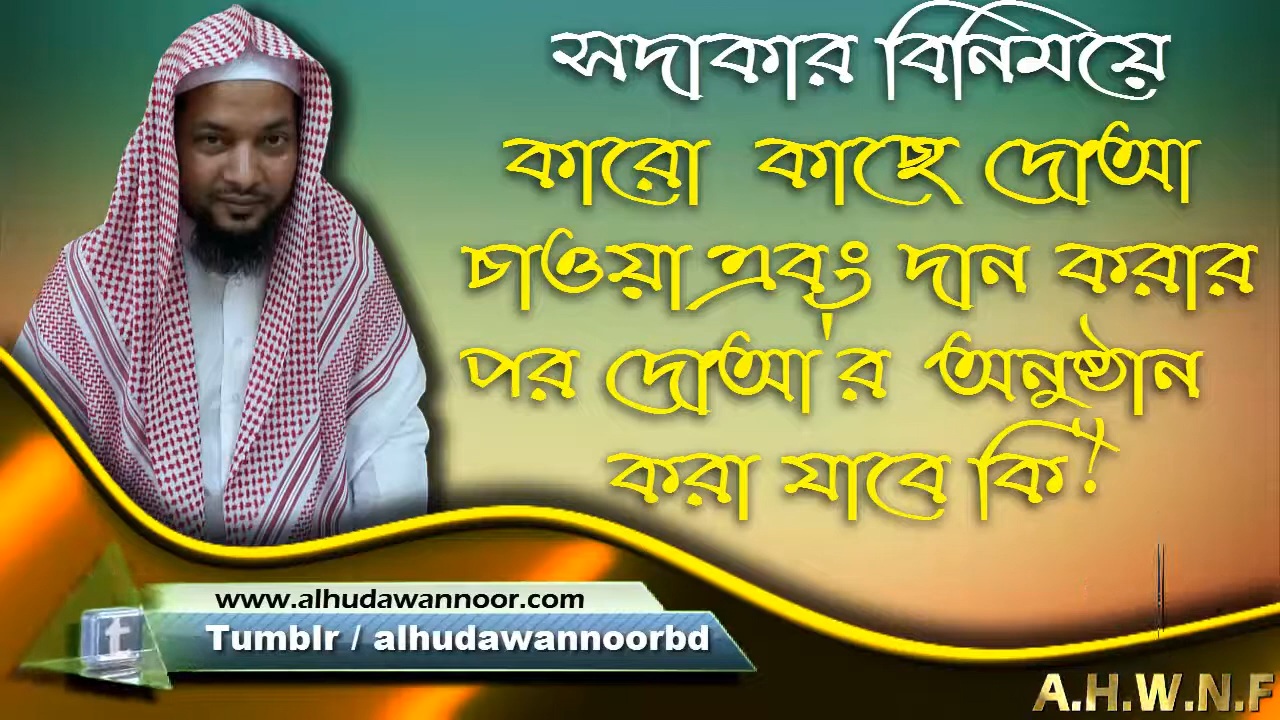 সদাকার বিনিময়ে
কারো কাছে দোআ
চাওয়া এবং দান করার
পর দোআ'র অনুষ্ঠান
করা যাবে কি?
www.alhudawannoor.com
t
Tumblr / alhudawannoorbd
A.H.W.N.F